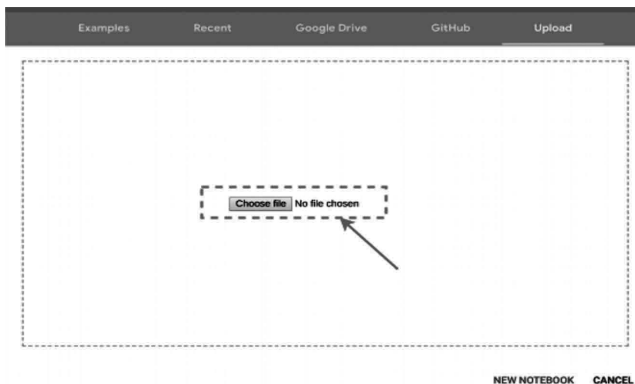 Examples Recent Google Drive GitHub Upload
Choose file No file chosen
NEW NOTEBOOK CANCEL